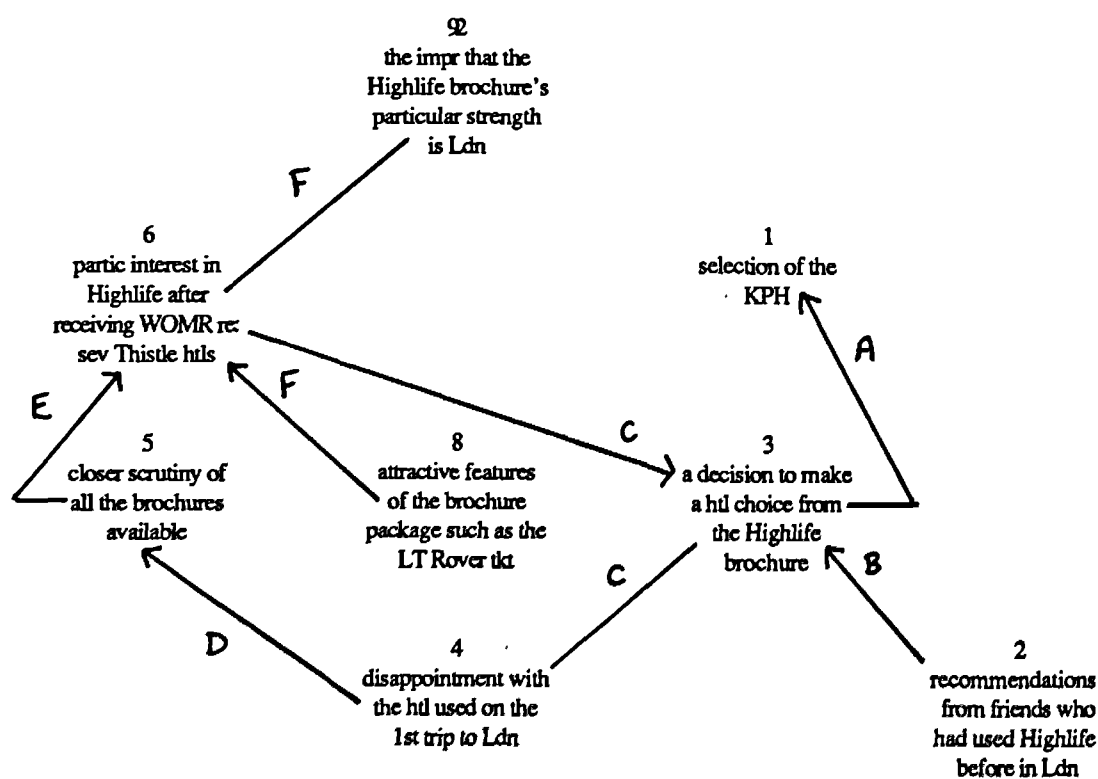 92
the impr that the
Highlife brochure's
particular strength
is Ldn
F
6
partic interest in
Highlife after
receiving WOMR re:
sev Thistle htls
1
selection of the
KPH
A
E
F
C
5
closer scrutiny of
all the brochures
available
8
attractive features
of the brochure
package such as the
LT Rover tkt
3
a decision to make
a htl choice from
the Highlife
brochure
C
B
D
4
disappointment with
the htl used on the
1st trip to Ldn
2
recommendations
from friends who
had used Highlife
before in Ldn